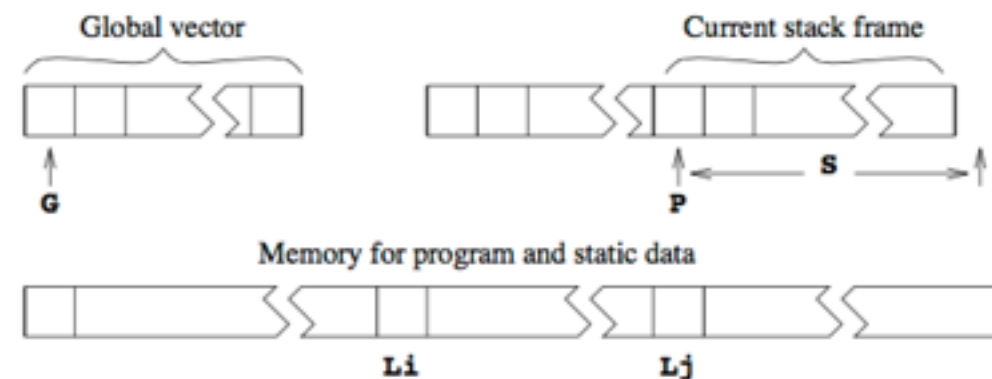 Global vector
Current stack frame
S
G
P
Memory for program and static data
Li
Lj